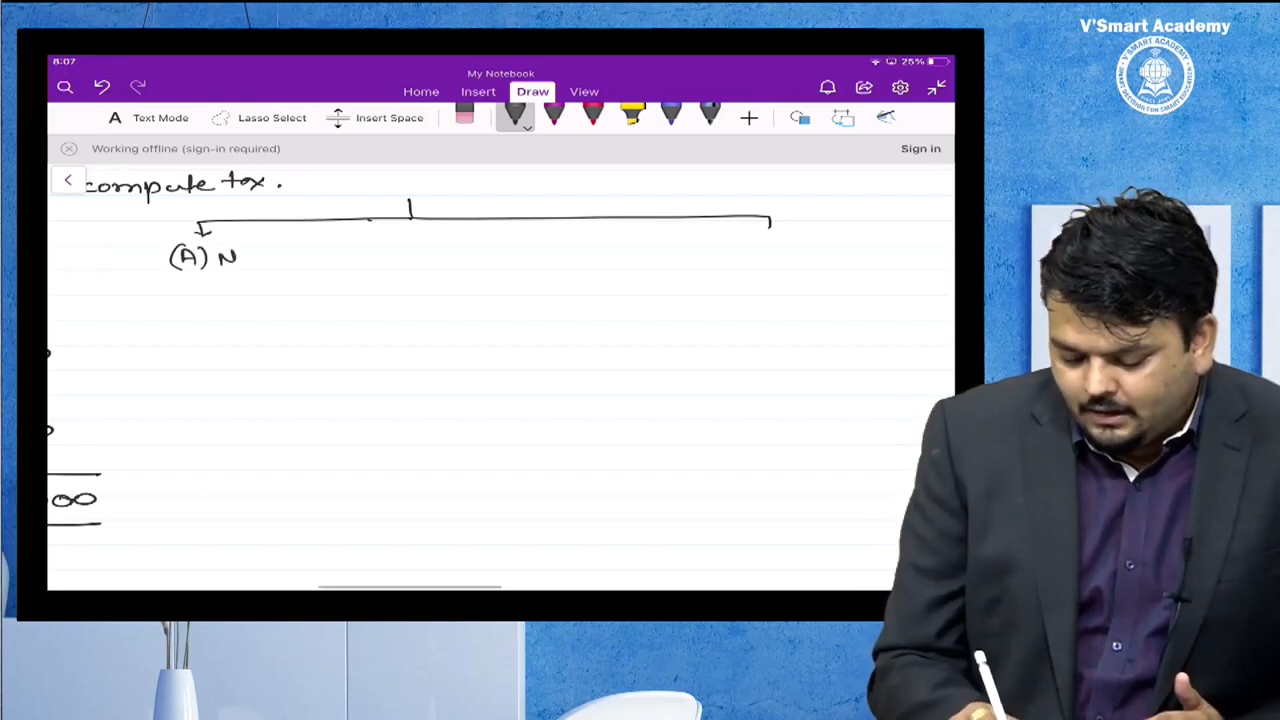 V'Smart Academy
8:07
25%
My Notebook
Home Insert Draw View
Text Mode Lasso Select Insert Space
Working offline (sign-in required) Sign in
compute tax.
(A) N
00